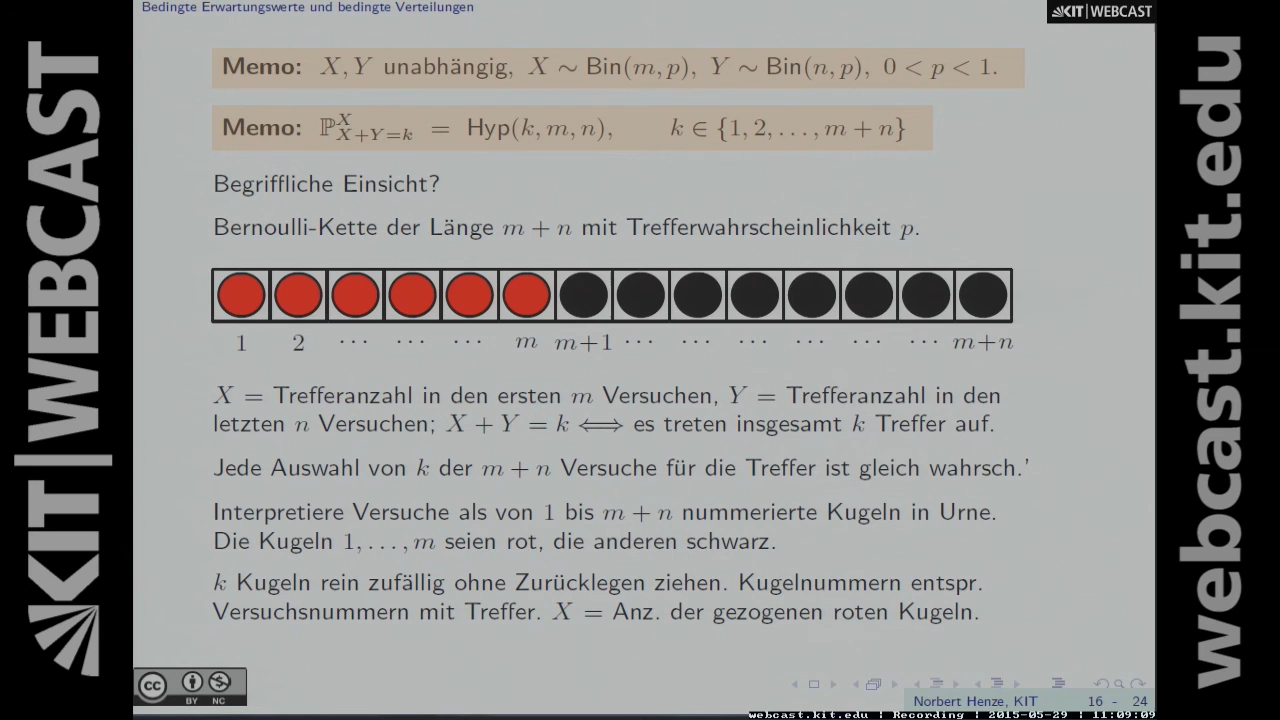 Bedingte Erwartungswerte und bedingte Verteilungen
KIT | WEBCAST
Memo: X, Y unabhängig, X ∼ Bin(m, p), Y ∼ Bin(n, p), 0 < p < 1.
Memo: ℙ^X_{X+Y=k} = Hyp(k, m, n), k ∈ {1, 2, . . . , m + n}
Begriffliche Einsicht?
Bernoulli-Kette der Länge m + n mit Trefferwahrscheinlichkeit p.
1 2 · · · · · · · · · m m+1 · · · · · · · · · · · · · · · · · · m+n
X = Trefferanzahl in den ersten m Versuchen, Y = Trefferanzahl in den
letzten n Versuchen; X + Y = k ⟺ es treten insgesamt k Treffer auf.
Jede Auswahl von k der m + n Versuche für die Treffer ist gleich wahrsch.'
Interpretiere Versuche als von 1 bis m + n nummerierte Kugeln in Urne.
Die Kugeln 1, . . . , m seien rot, die anderen schwarz.
k Kugeln rein zufällig ohne Zurücklegen ziehen. Kugelnummern entspr.
Versuchsnummern mit Treffer. X = Anz. der gezogenen roten Kugeln.
cc BY NC
Norbert Henze, KIT 16 - 24
webcast.kit.edu | Recording | 2015-05-29 | 11:09:09
KIT | WEBCAST
webcast.kit.edu